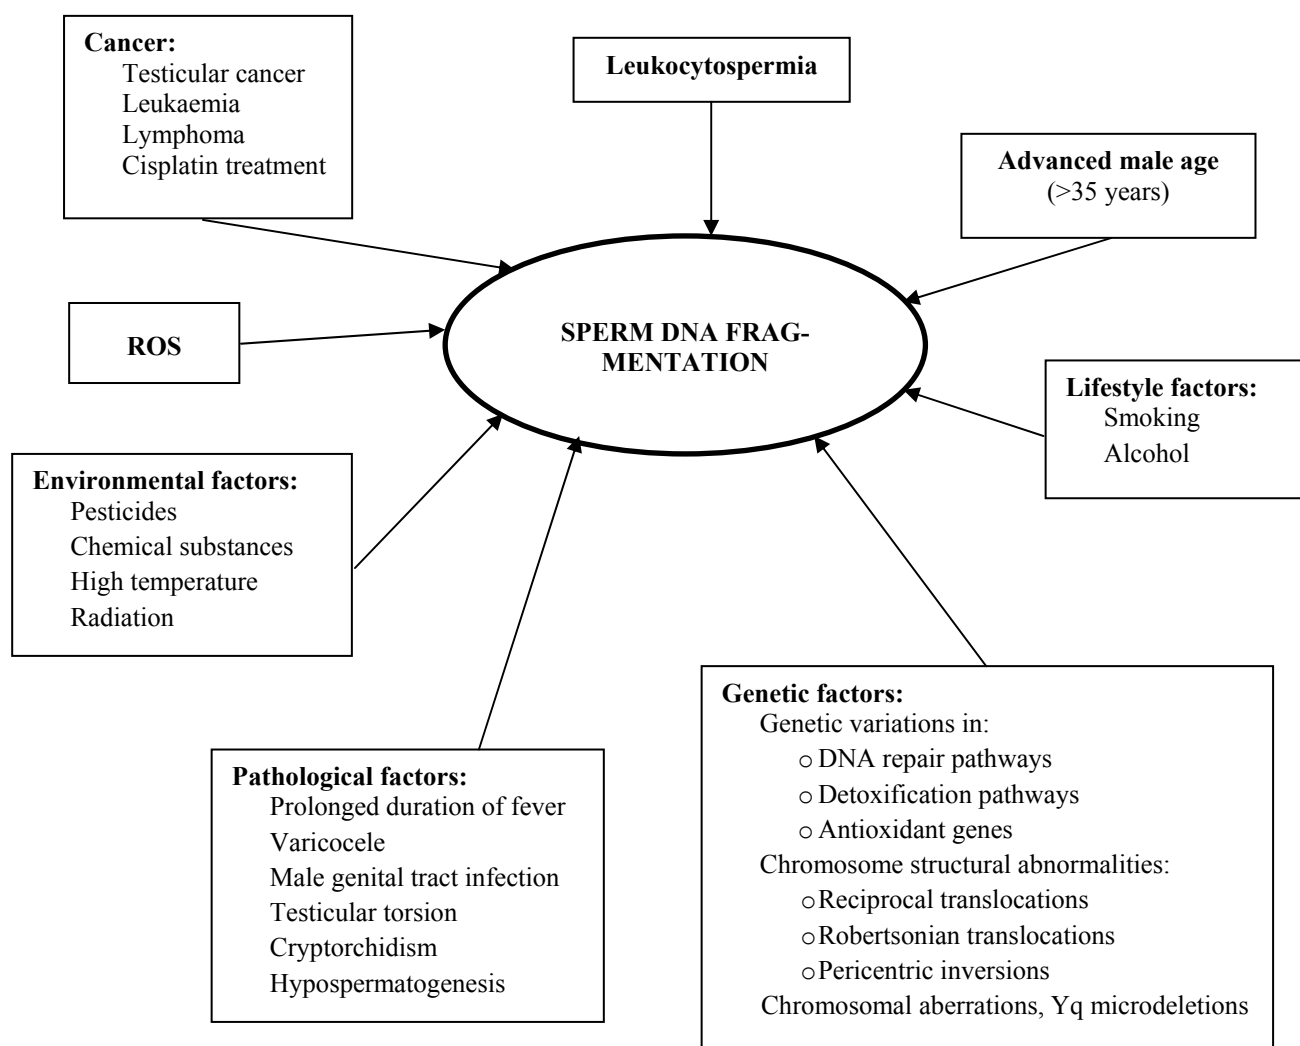 Cancer:
Testicular cancer
Leukaemia
Lymphoma
Cisplatin treatment
Leukocytospermia
Advanced male age
(>35 years)
ROS
SPERM DNA FRAG-
MENTATION
Lifestyle factors:
Smoking
Alcohol
Environmental factors:
Pesticides
Chemical substances
High temperature
Radiation
Pathological factors:
Prolonged duration of fever
Varicocele
Male genital tract infection
Testicular torsion
Cryptorchidism
Hypospermatogenesis
Genetic factors:
Genetic variations in:
○ DNA repair pathways
○ Detoxification pathways
○ Antioxidant genes
Chromosome structural abnormalities:
○ Reciprocal translocations
○ Robertsonian translocations
○ Pericentric inversions
Chromosomal aberrations, Yq microdeletions